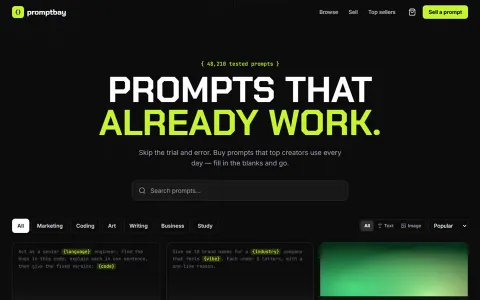 promptbay
Browse
Sell
Top sellers
Sell a prompt
{ 48,210 tested prompts }
PROMPTS THAT
ALREADY WORK.
Skip the trial and error. Buy prompts that top creators use every
day — fill in the blanks and go.
Search prompts...
All
Marketing
Coding
Art
Writing
Business
Study
All
Text
Image
Popular
Act as a senior {language} engineer. Find the
bugs in this code, explain each in one sentence,
then give the fixed version: {code}
Give me 10 brand names for a {industry} company
that feels {vibe}. Each under 8 letters, with a
one-line reason.